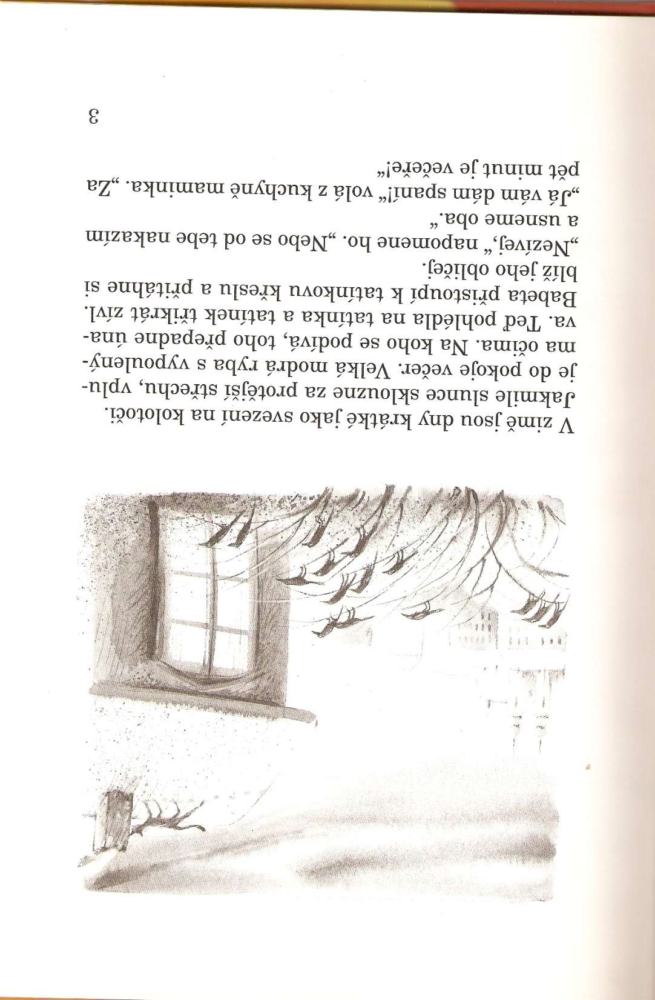 V zimě jsou dny krátké jako svezení na kolotoči.
Jakmile slunce sklouzne za protější střechu, vplu-
je do pokoje večer. Velká modrá ryba s vypoulený-
ma očima. Na koho se podívá, toho přepadne úna-
va. Teď pohlédla na tatínka a tatínek třikrát zívl.
Babeta přistoupí k tatínkovu křeslu a přitáhne si
blíž jeho obličej.
„Nezívej,“ napomene ho. „Nebo se od tebe nakazím
a usneme oba.“
„Já vám dám spaní!“ volá z kuchyně maminka. „Za
pět minut je večeře!“
3